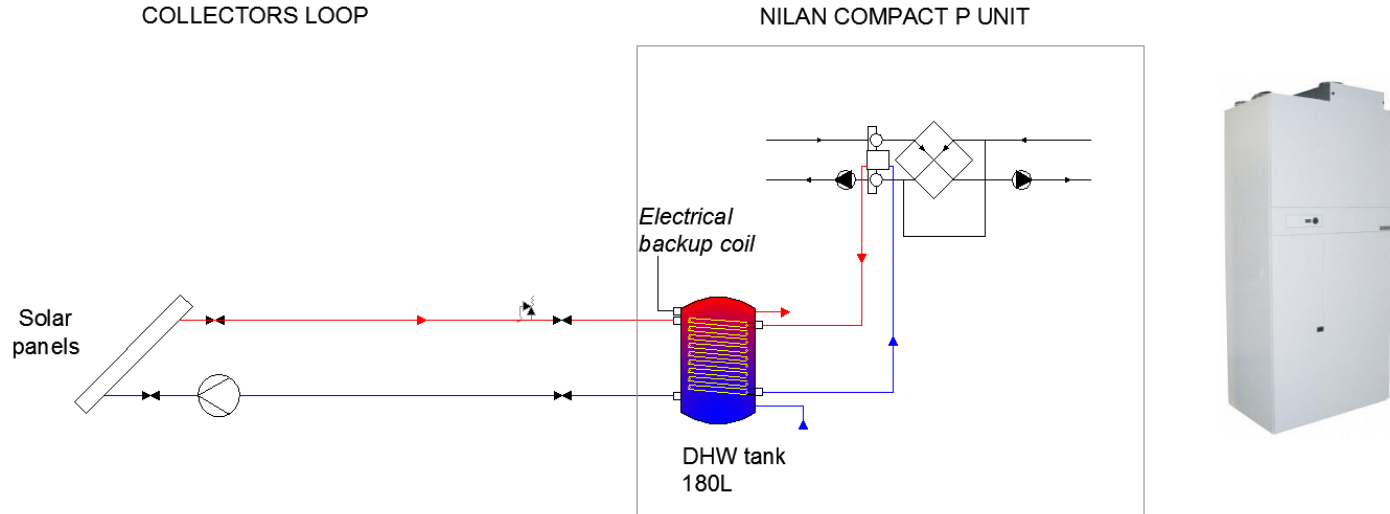 COLLECTORS LOOP
NILAN COMPACT P UNIT
Electrical
backup coil
Solar
panels
DHW tank
180L